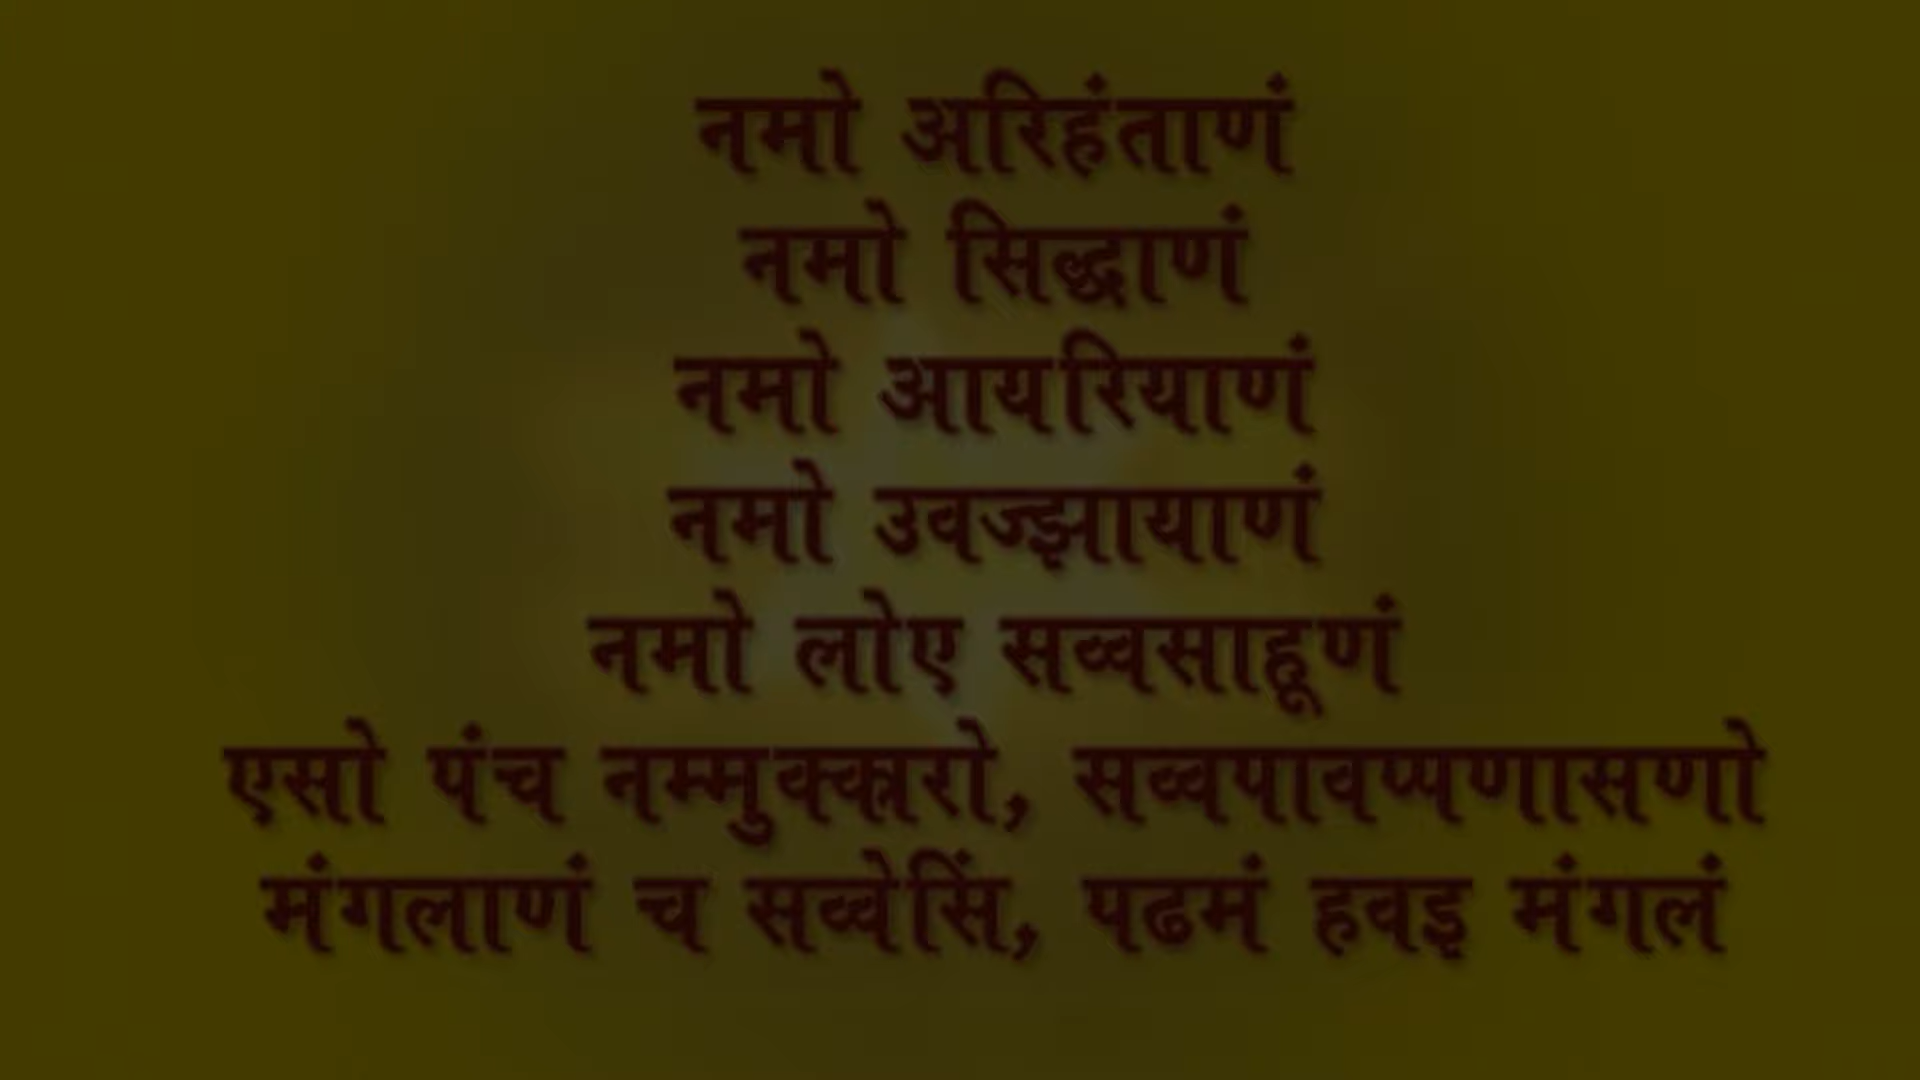 नमो अरिहंताणं
नमो सिद्धाणं
नमो आयरियाणं
नमो उवज्झायाणं
नमो लोए सव्वसाहूणं
एसो पंच नम्मुक्कारो, सव्वपावप्पणासणो
मंगलाणं च सव्वेसिं, पढमं हवइ मंगलं